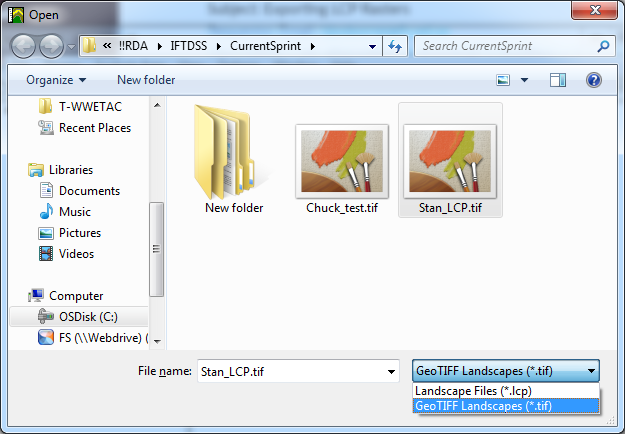 Subject: Exporting LCP Rasters
Open
« !!RDA IFTDSS CurrentSprint
Search CurrentSprint
Organize New folder
T-WWETAC
Recent Places
Libraries
Documents
Music
Pictures
Videos
Computer
OSDisk (C:)
FS (\\Webdrive) (
New folder
Chuck_test.tif
Stan_LCP.tif
File name: Stan_LCP.tif
GeoTIFF Landscapes (*.tif)
Landscape Files (*.lcp)
GeoTIFF Landscapes (*.tif)